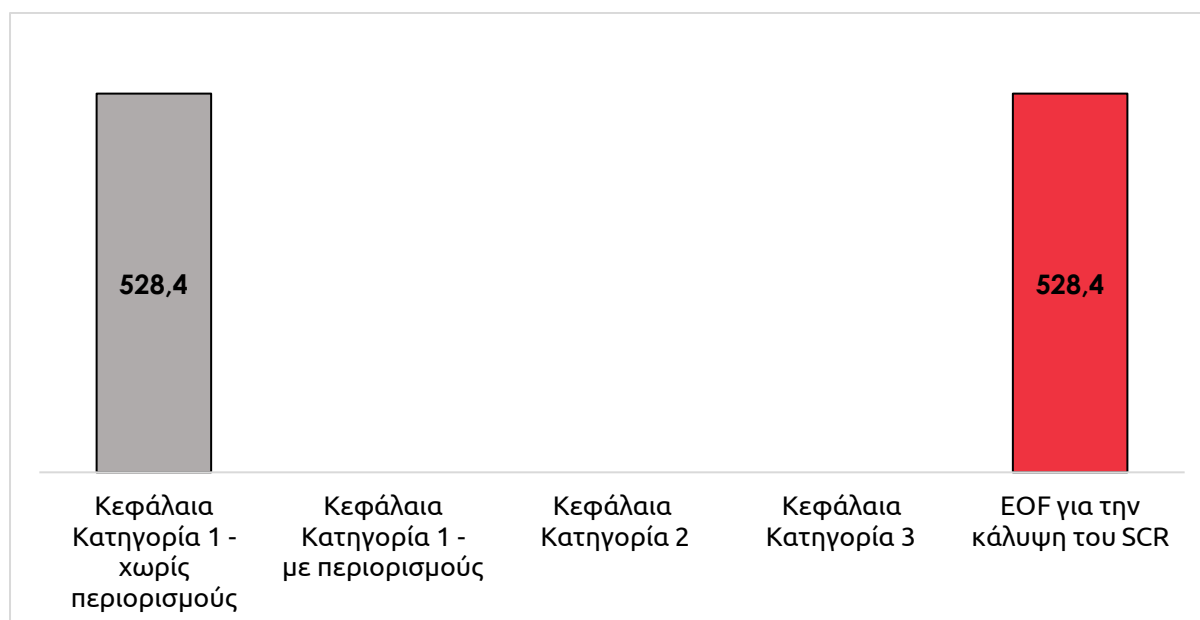 528,4
528,4
Κεφάλαια
Κατηγορία 1 -
χωρίς
περιορισμούς
Κεφάλαια
Κατηγορία 1 -
με περιορισμούς
Κεφάλαια
Κατηγορία 2
Κεφάλαια
Κατηγορία 3
EOF για την
κάλυψη του SCR